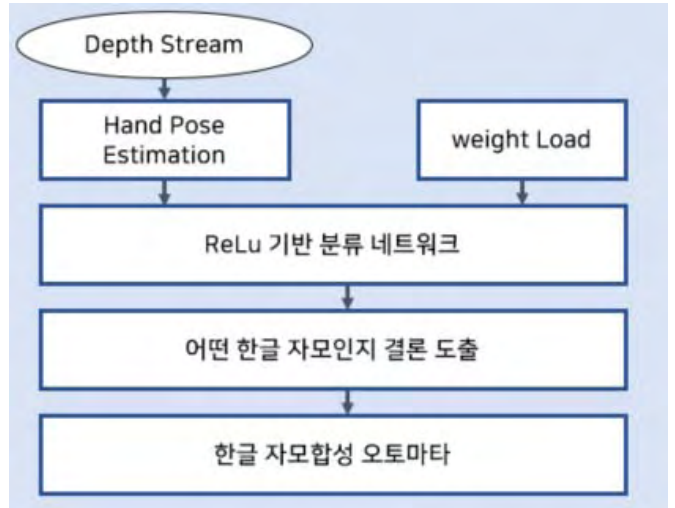 Depth Stream
Hand Pose
Estimation
weight Load
ReLu 기반 분류 네트워크
어떤 한글 자모인지 결론 도출
한글 자모합성 오토마타